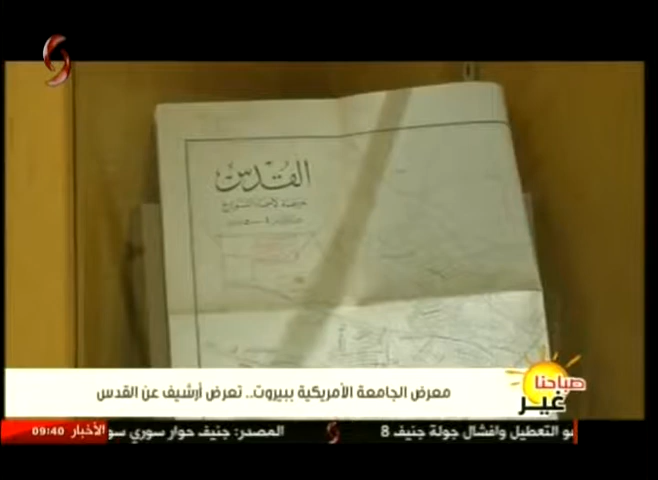 القدس
معرض الجامعة الأمريكية ببيروت.. تعرض أرشيف عن القدس
صباحنا
غير
الأخبار 09:40
المصدر: جنيف حوار سوري سو
هو التعطيل وافشال جولة جنيف 8